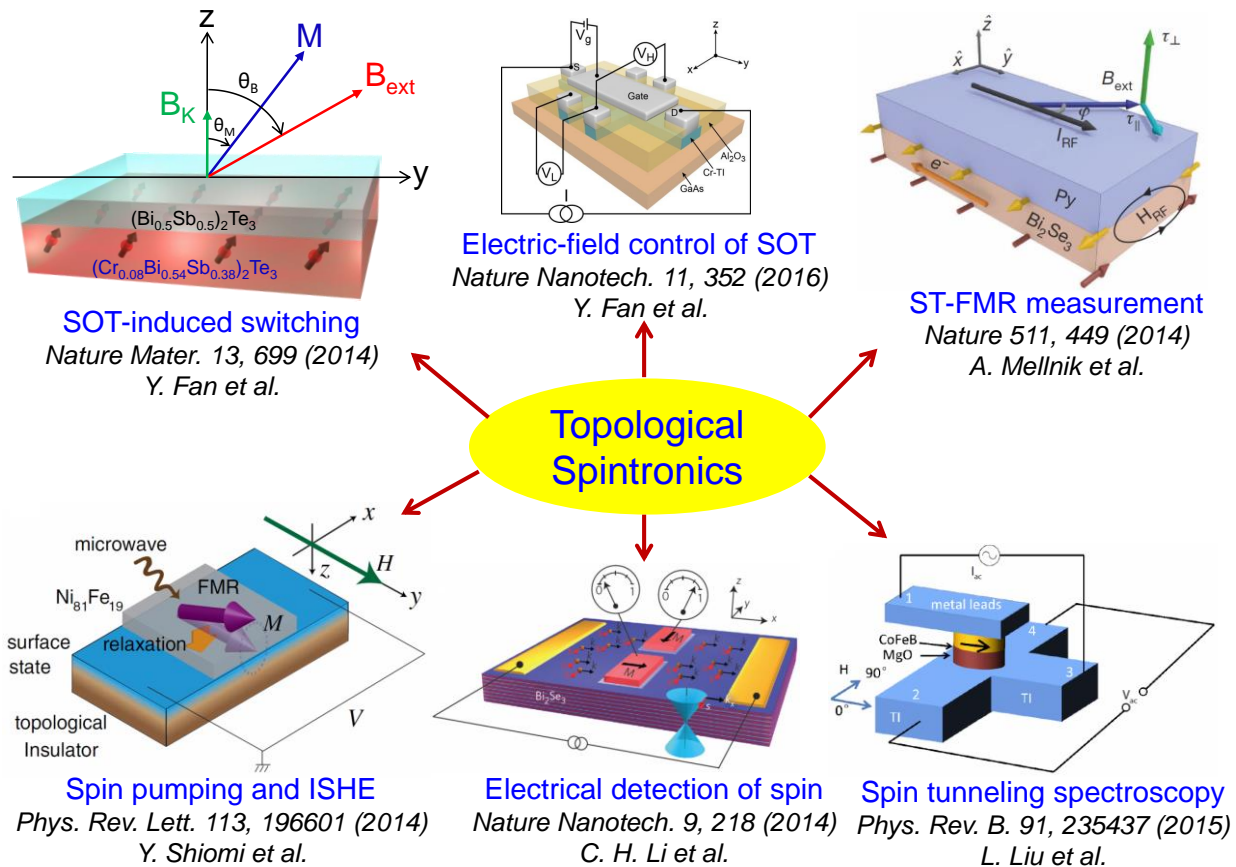 z
M
θB
Bext
BK
θM
y
(Bi0.5Sb0.5)2Te3
(Cr0.08Bi0.54Sb0.38)2Te3
SOT-induced switching
Nature Mater. 13, 699 (2014)
Y. Fan et al.
Vg
VH
z
S
x
y
Gate
D
VL
Al2O3
Cr-TI
GaAs
I
Electric-field control of SOT
Nature Nanotech. 11, 352 (2016)
Y. Fan et al.
ẑ
τ⊥
x̂
ŷ
Bext
φ
τ∥
IRF
e-
Py
HRF
Bi2Se3
ST-FMR measurement
Nature 511, 449 (2014)
A. Mellnik et al.
Topological
Spintronics
x
microwave
H
z
FMR
y
Ni81Fe19
M
surface
state
relaxation
V
topological
Insulator
Spin pumping and ISHE
Phys. Rev. Lett. 113, 196601 (2014)
Y. Shiomi et al.
0
1
0
1
z
y
x
M
M
Bi2Se3
Electrical detection of spin
Nature Nanotech. 9, 218 (2014)
C. H. Li et al.
Iac
1
metal leads
CoFeB
4
MgO
H
90°
3
2
0°
TI
TI
Vac
Spin tunneling spectroscopy
Phys. Rev. B. 91, 235437 (2015)
L. Liu et al.